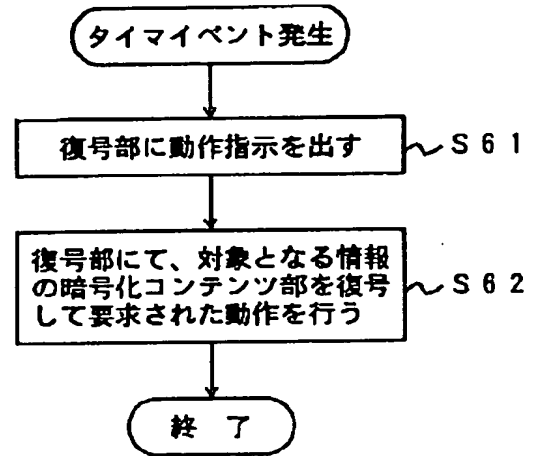 タイマイベント発生
復号部に動作指示を出す
S61
復号部にて、対象となる情報
の暗号化コンテンツ部を復号
して要求された動作を行う
S62
終 了